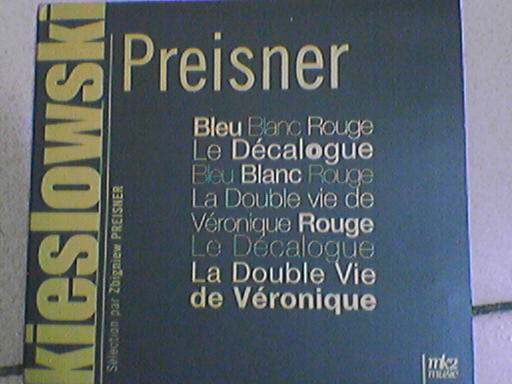 kieslowski
Preisner
Sélection par Zbigniew PREISNER
Bleu Blanc Rouge
Le Décalogue
Bleu Blanc Rouge
La Double vie de
Véronique Rouge
Le Décalogue
La Double Vie
de Véronique
mk2
music